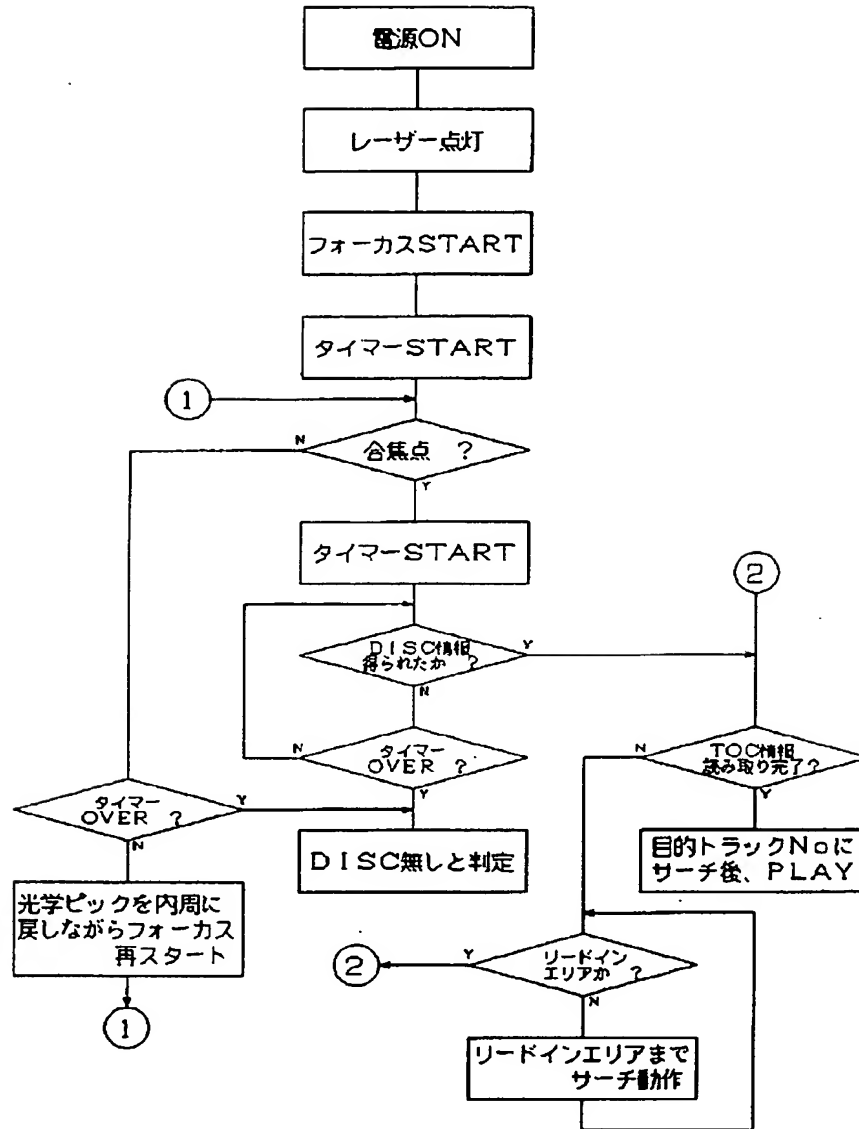 電源ON
レーザー点灯
フォーカスSTART
タイマーSTART
1
N
合焦点 ?
Y
タイマーSTART
2
DISC情報
得られたか ?
Y
N
N
タイマー
OVER ?
Y
N
TOC情報
読み取り完了?
Y
タイマー
OVER ?
Y
N
DISC無しと判定
目的トラックNoに
サーチ後、PLAY
光学ピックを内周に
戻しながらフォーカス
再スタート
1
2
Y
リードイン
エリアか ?
N
リードインエリアまで
サーチ動作